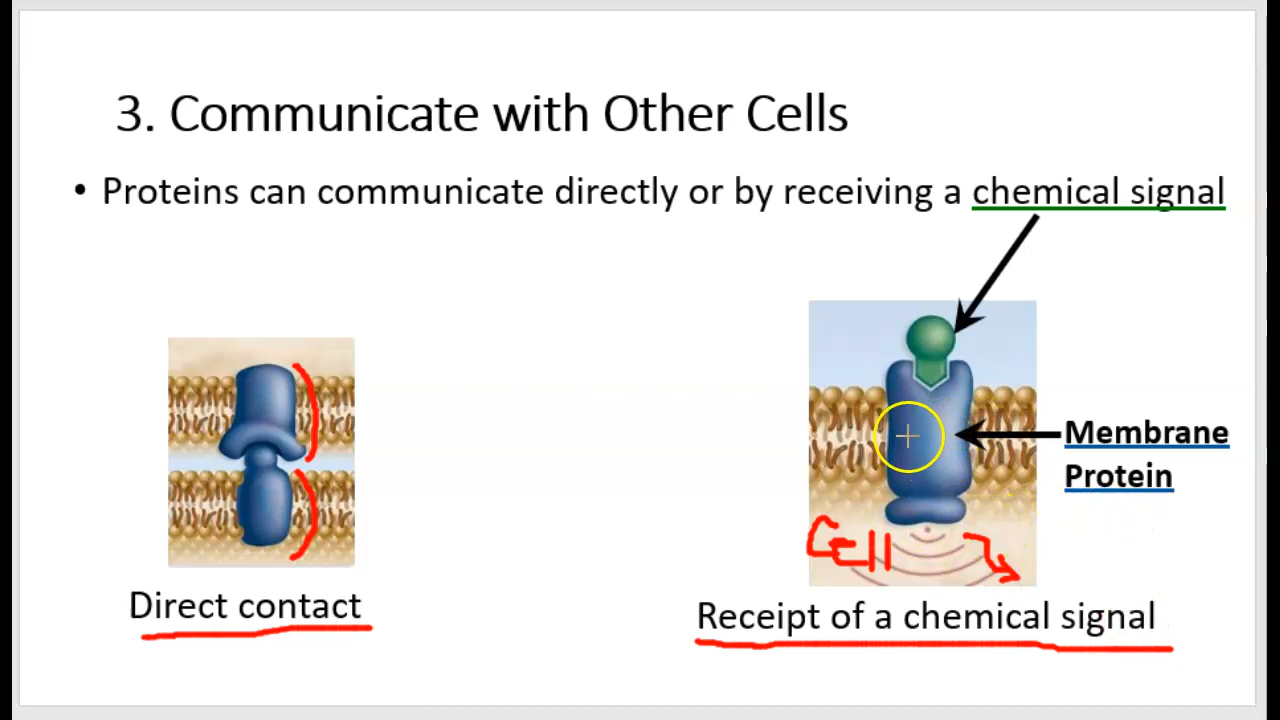 3. Communicate with Other Cells
• Proteins can communicate directly or by receiving a chemical signal
Membrane
Protein
Cell
Direct contact
Receipt of a chemical signal